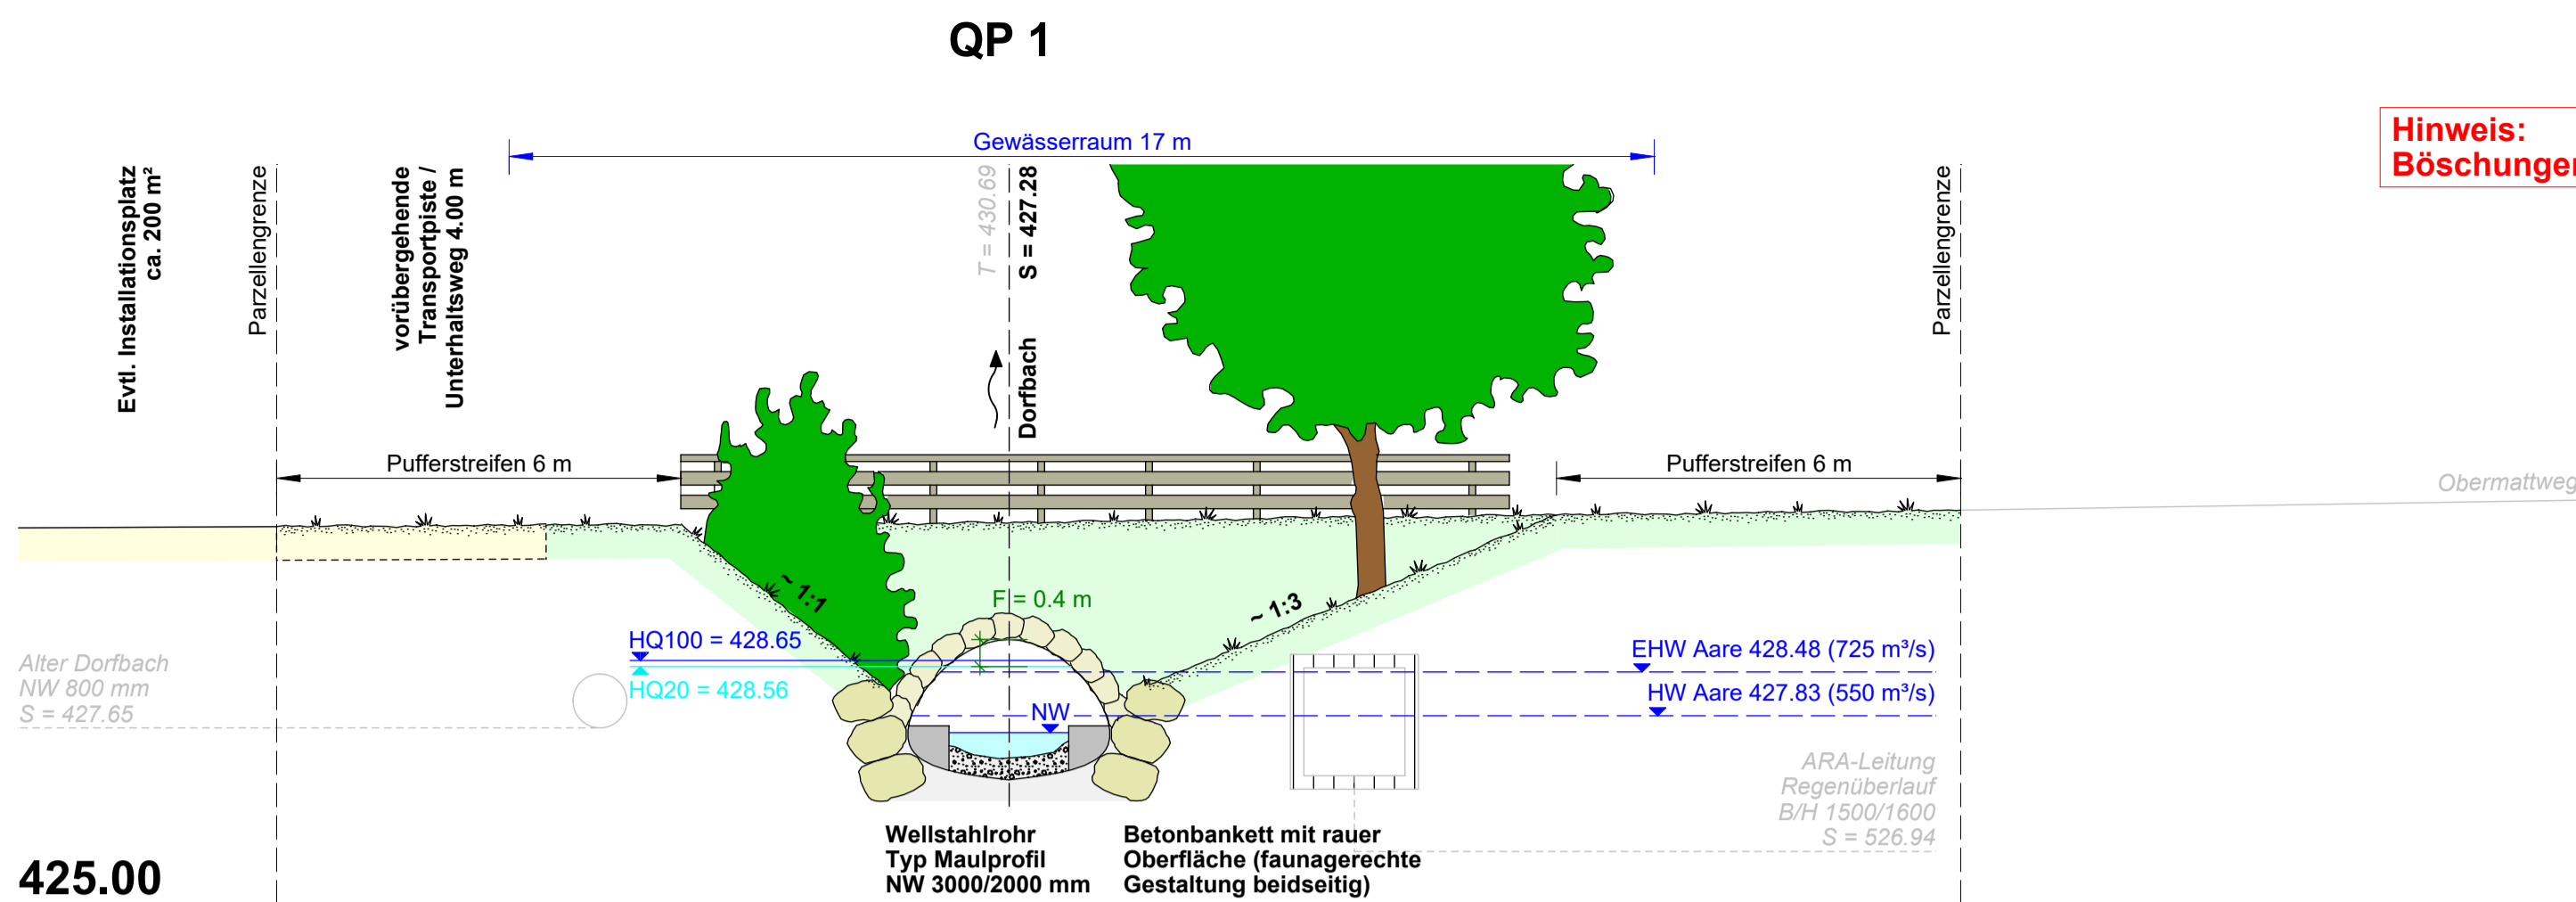 QP 1
Hinweis:
Böschungen
Gewässerraum 17 m
Evtl. Installationsplatz
ca. 200 m²
Parzellengrenze
vorübergehende
Transportpiste /
Unterhaltsweg 4.00 m
T = 430.69
S = 427.28
Dorfbach
Parzellengrenze
Pufferstreifen 6 m
Pufferstreifen 6 m
Obermattweg
~ 1:1
F = 0.4 m
~ 1:3
HQ100 = 428.65
HQ20 = 428.56
EHW Aare 428.48 (725 m³/s)
HW Aare 427.83 (550 m³/s)
NW
Alter Dorfbach
NW 800 mm
S = 427.65
ARA-Leitung
Regenüberlauf
B/H 1500/1600
S = 526.94
Wellstahlrohr
Typ Maulprofil
NW 3000/2000 mm
Betonbankett mit rauer
Oberfläche (faunagerechte
Gestaltung beidseitig)
425.00